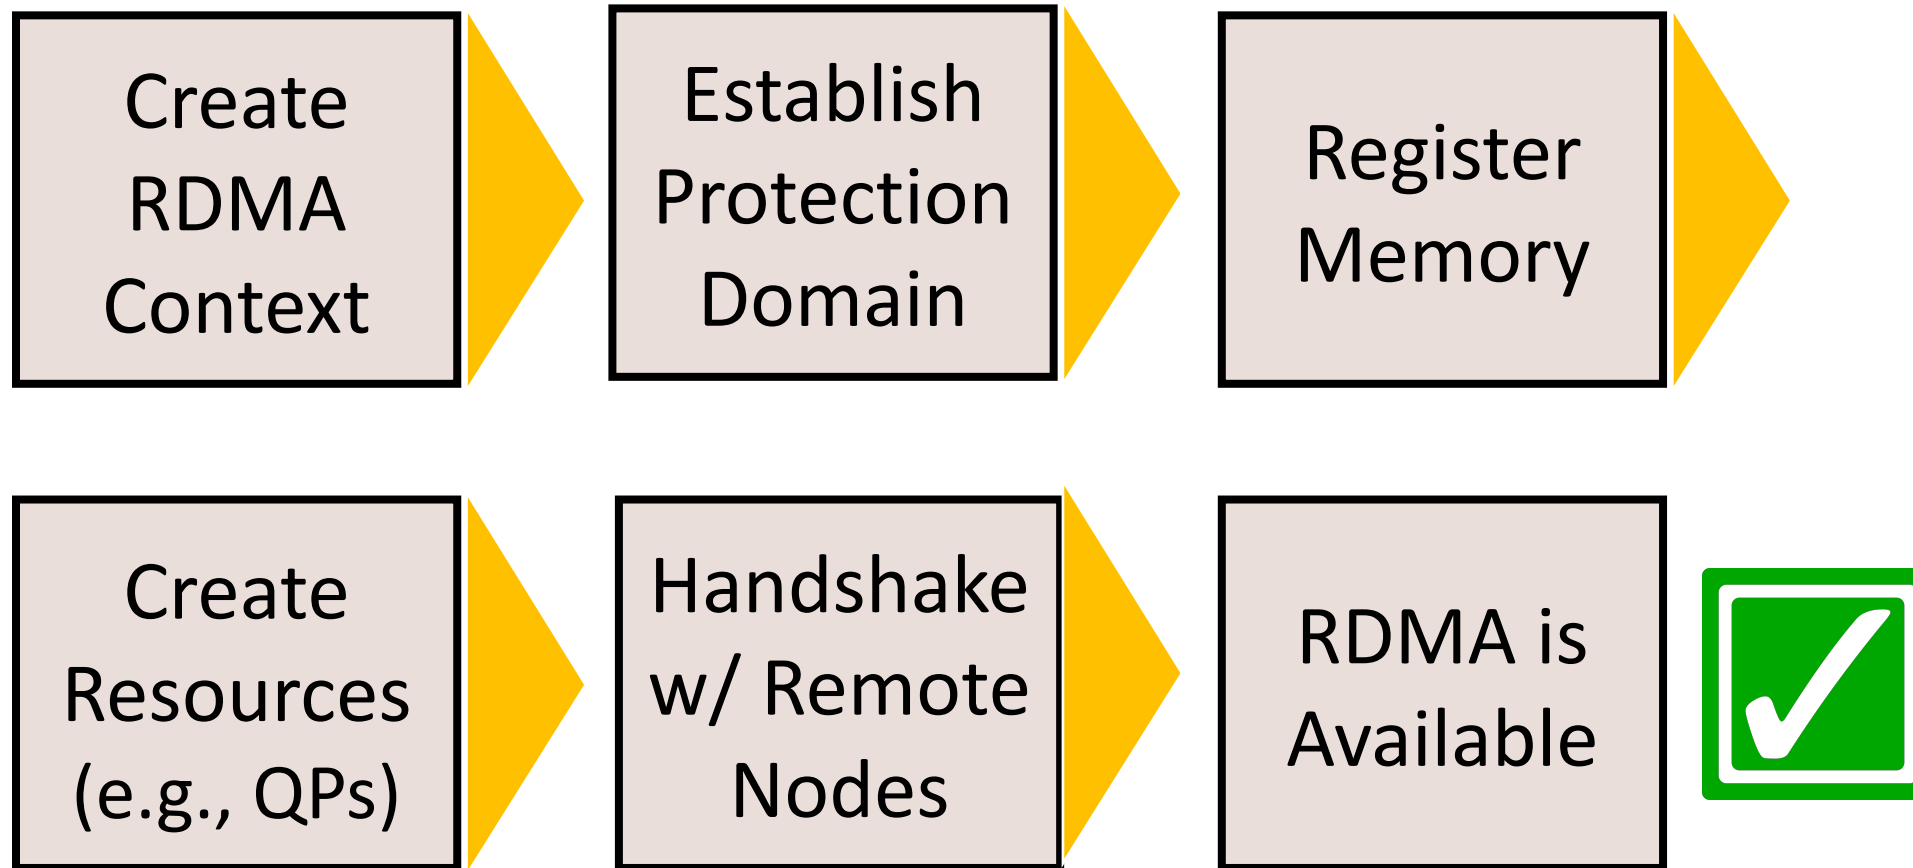 Create
RDMA
Context
Establish
Protection
Domain
Register
Memory
Create
Resources
(e.g., QPs)
Handshake
w/ Remote
Nodes
RDMA is
Available